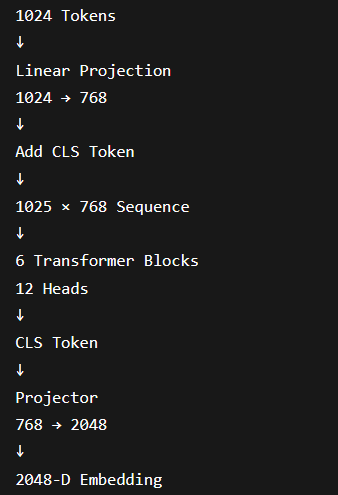 1024 Tokens
↓
Linear Projection
1024 → 768
↓
Add CLS Token
↓
1025 × 768 Sequence
↓
6 Transformer Blocks
12 Heads
↓
CLS Token
↓
Projector
768 → 2048
↓
2048-D Embedding